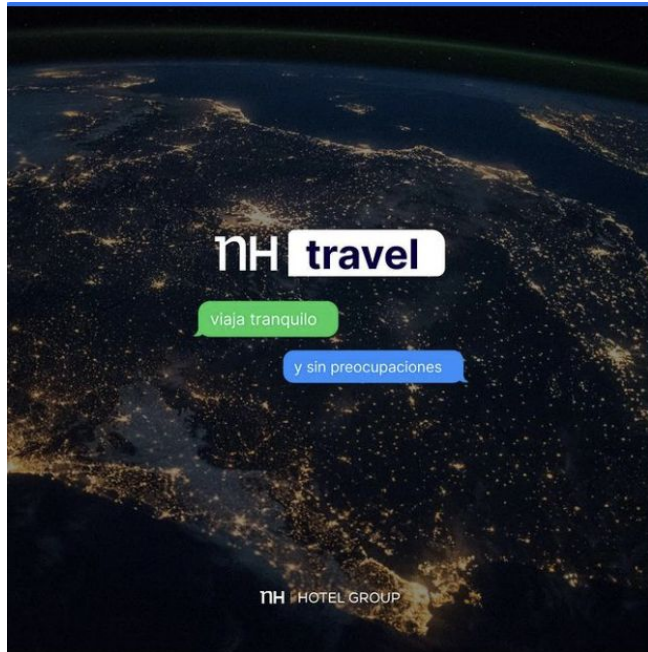 nH travel
viaja tranquilo
y sin preocupaciones
nH HOTEL GROUP